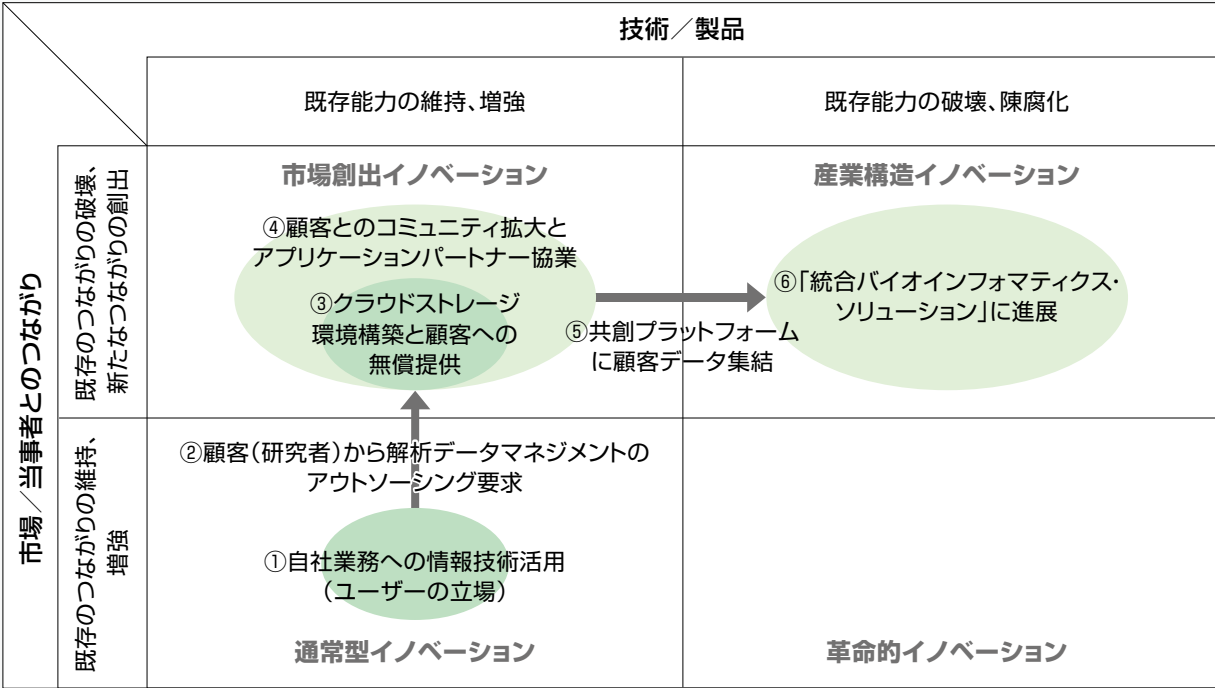 技術／製品
既存能力の維持、増強
既存能力の破壊、陳腐化
市場／当事者とのつながり
既存のつながりの破壊、
新たなつながりの創出
市場創出イノベーション
④顧客とのコミュニティ拡大と
アプリケーションパートナー協業
③クラウドストレージ
環境構築と顧客への
無償提供
⑤共創プラットフォーム
に顧客データ集結
産業構造イノベーション
⑥「統合バイオインフォマティクス・
ソリューション」に進展
既存のつながりの維持、
増強
②顧客（研究者）から解析データマネジメントの
アウトソーシング要求
①自社業務への情報技術活用
（ユーザーの立場）
通常型イノベーション
革命的イノベーション